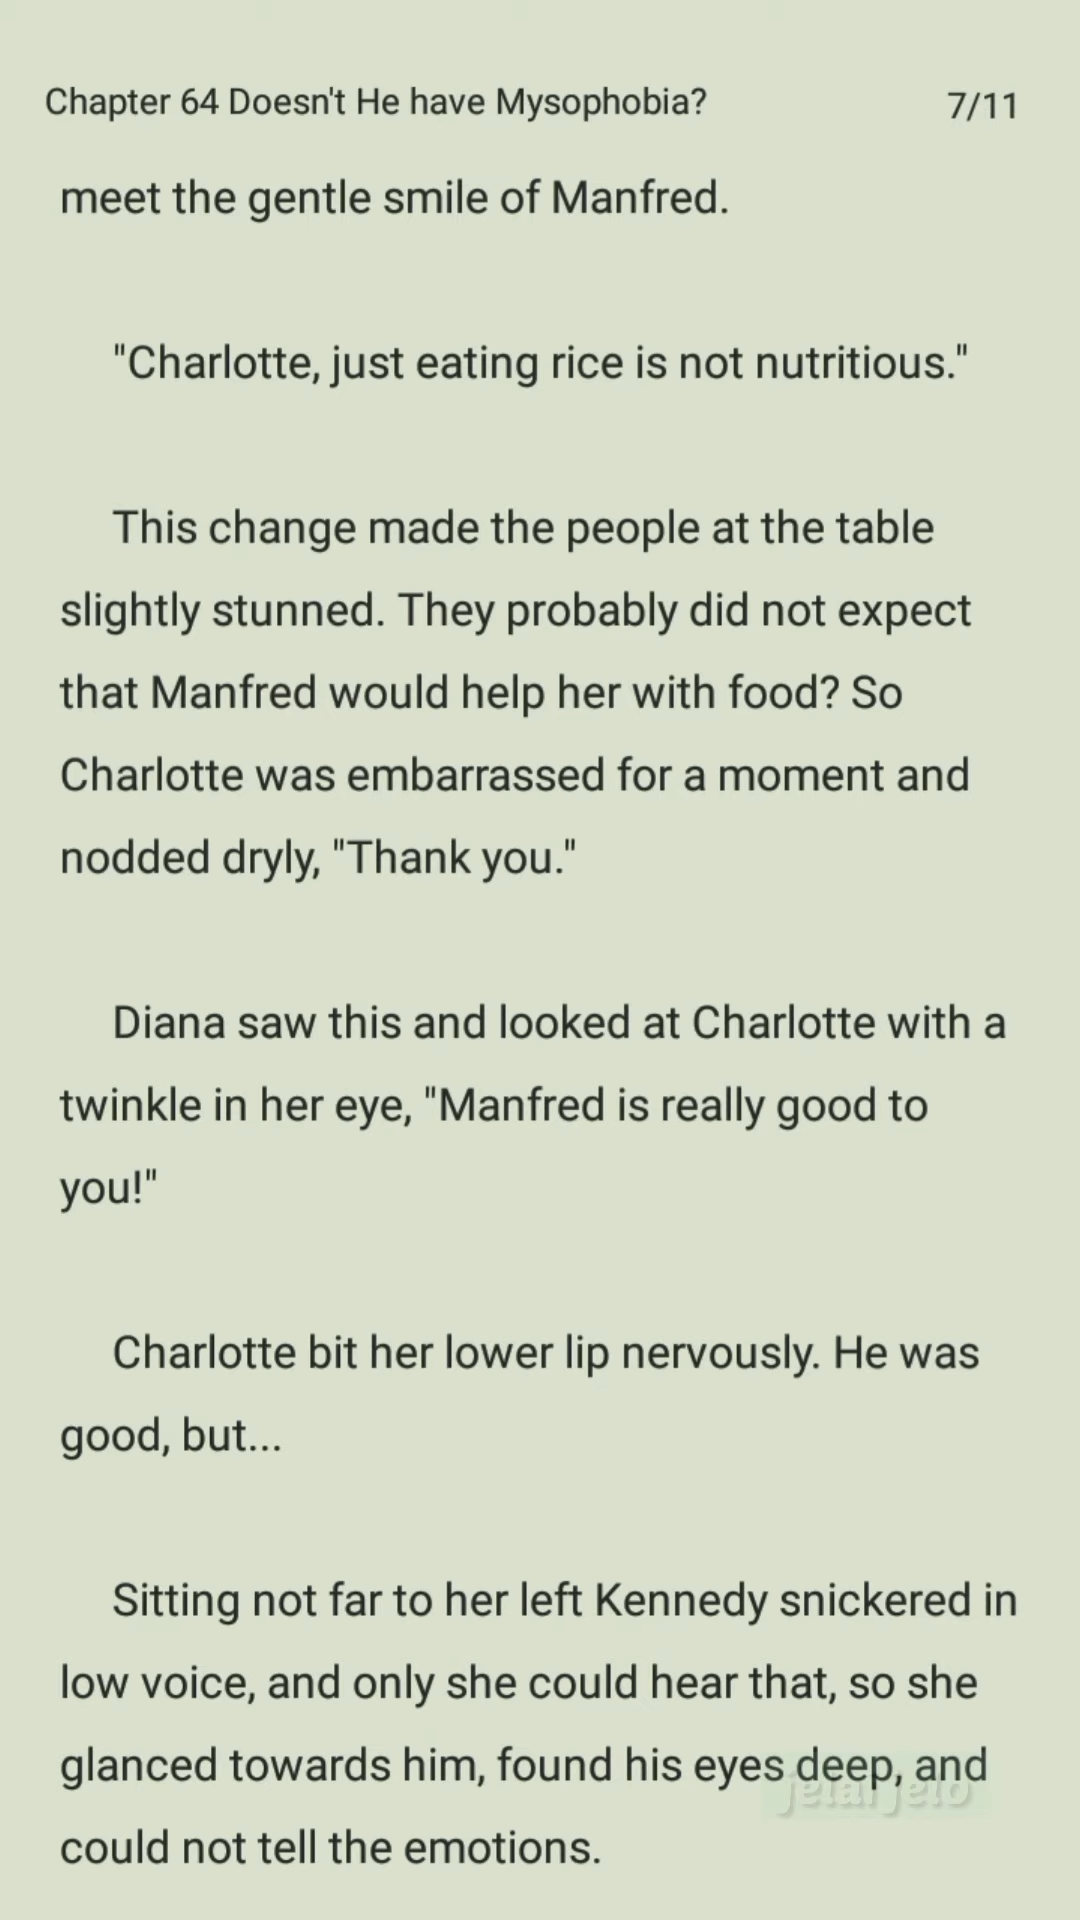 Chapter 64 Doesn't He have Mysophobia?
7/11
meet the gentle smile of Manfred.
"Charlotte, just eating rice is not nutritious."
This change made the people at the table
slightly stunned. They probably did not expect
that Manfred would help her with food? So
Charlotte was embarrassed for a moment and
nodded dryly, "Thank you."
Diana saw this and looked at Charlotte with a
twinkle in her eye, "Manfred is really good to
you!"
Charlotte bit her lower lip nervously. He was
good, but...
Sitting not far to her left Kennedy snickered in
low voice, and only she could hear that, so she
glanced towards him, found his eyes deep, and
could not tell the emotions.